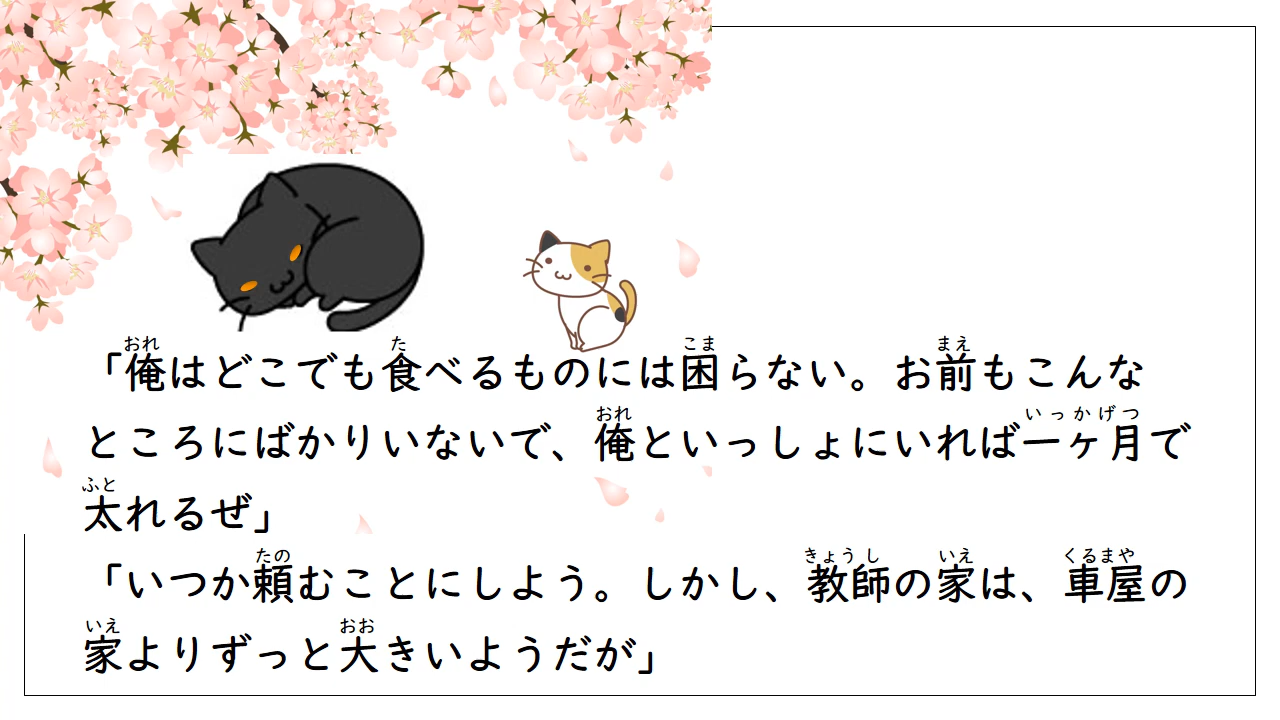 「俺はどこでも食べるものには困らない。お前もこんな
ところにばかりいないで、俺といっしょにいれば一ヶ月で
太れるぜ」
「いつか頼むことにしよう。しかし、教師の家は、車屋の
家よりずっと大きいようだが」